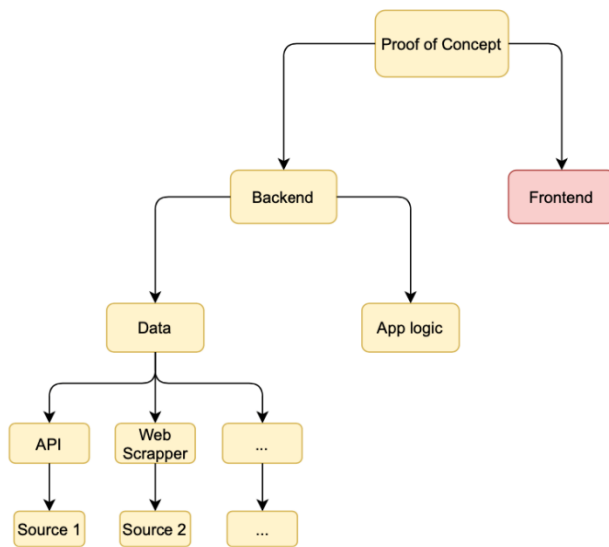 Proof of Concept
Backend
Frontend
Data
App logic
API
Web
Scrapper
...
Source 1
Source 2
...